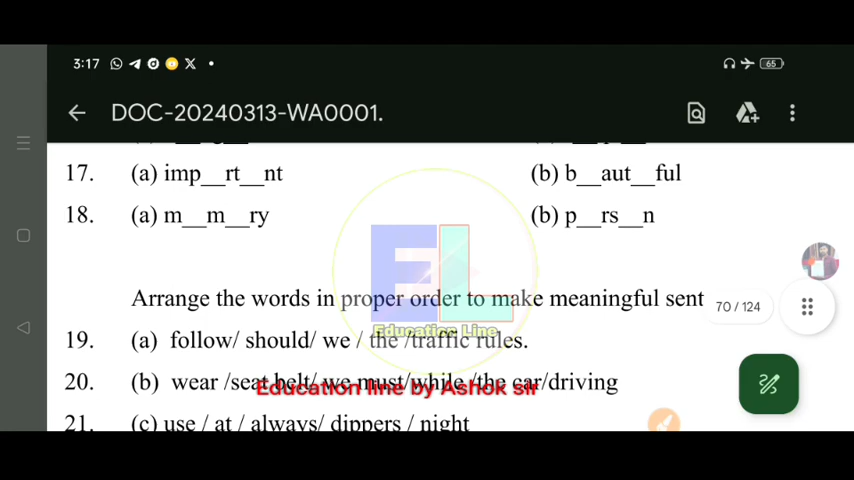 3:17
65
DOC-20240313-WA0001.
17. (a) imp__rt__nt (b) b__aut__ful
18. (a) m__m__ry (b) p__rs__n
EL
Education Line
Arrange the words in proper order to make meaningful sent
70 / 124
19. (a) follow/ should/ we / the /traffic rules.
20. (b) wear /seat belt/ we must/while /the car/driving
Education line by Ashok sir
21. (c) use / at / always/ dippers / night